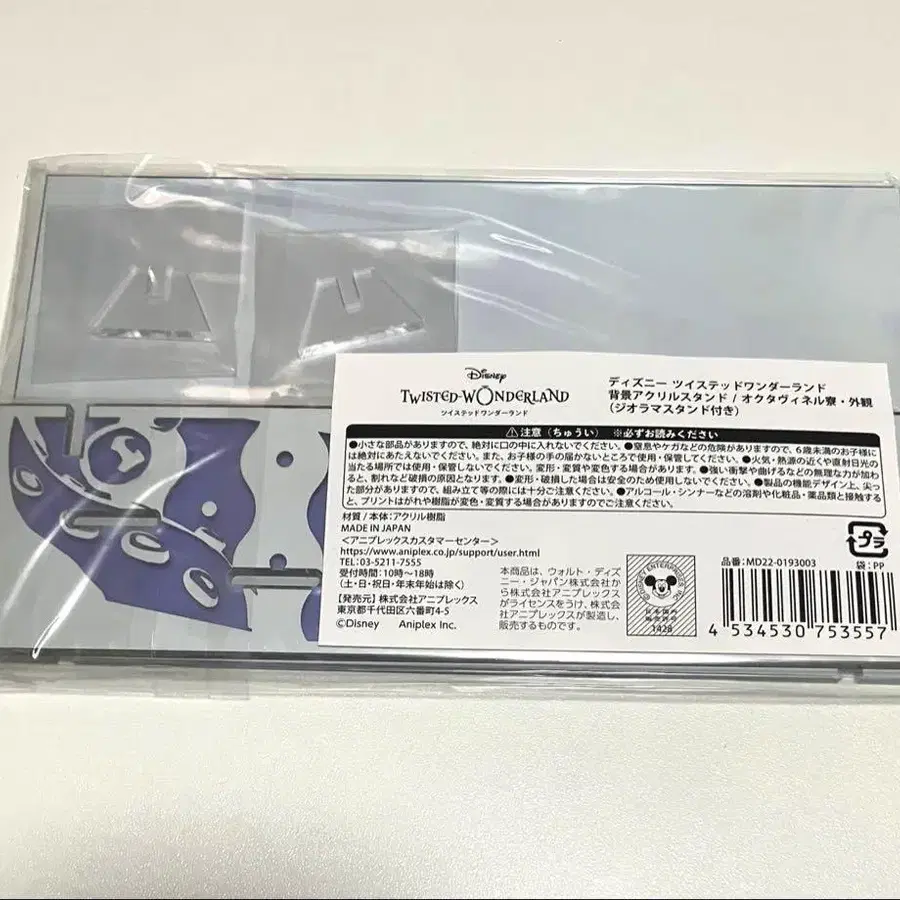 Disney
TWISTED-WONDERLAND
ツイステッドワンダーランド
ディズニー ツイステッドワンダーランド
背景アクリルスタンド / オクタヴィネル寮・外観
(ジオラマスタンド付き)
⚠注意(ちゅうい) ※必ずお読みください
●小さな部品がありますので、絶対に口の中に入れないでください。●窒息やケガなどの危険がありますので、6歳未満のお子様に
は絶対にあたえないでください。また、お子様の手の届かないところで使用・保管してください。●火気・熱源の近くや直射日光の
当たる場所では使用・保管しないでください。変形・変質や変色する場合があります。●強い衝撃や曲げるなどの無理な力が加わ
ると、割れなど破損の原因となります。●変形・破損した場合は安全のため使用しないでください。●製品の機能デザイン上、尖っ
た部分がありますので、組み立て等の際には十分ご注意ください。●アルコール・シンナーなどの溶剤や化粧品・薬品類と接触する
と、プリントはがれや樹脂が変色・変質する場合がありますのでご注意ください。
材質 / 本体:アクリル樹脂
MADE IN JAPAN
<アニプレックスカスタマーセンター>
https://www.aniplex.co.jp/support/user.html
TEL:03-5211-7555
受付時間:10時〜18時
(土・日・祝日・年末年始は除く)
【発売元】 株式会社アニプレックス
東京都千代田区六番町4-5
©Disney Aniplex Inc.
本商品は、ウォルト・ディズ
ニー・ジャパン株式会社か
ら株式会社アニプレックス
がライセンスをうけ、株式
会社アニプレックスが製造し、
販売するものです。
1428
プラ
品番:MD22-0193003 袋:PP
4 534530 753557